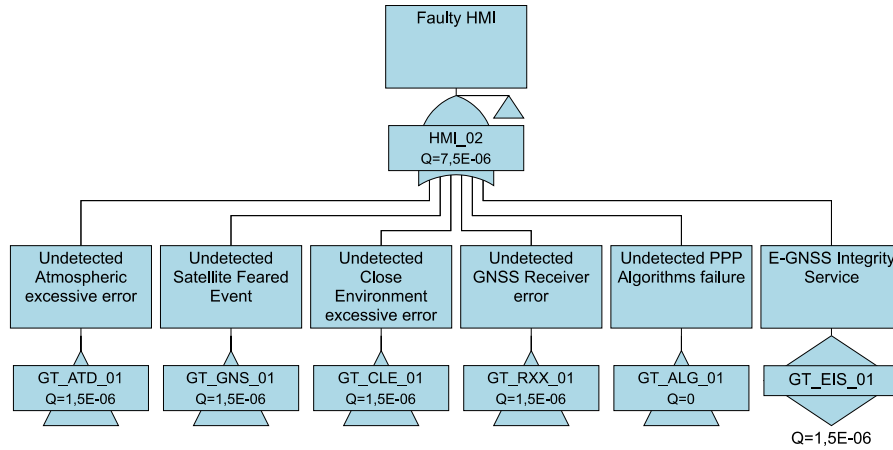 Faulty HMI
HMI_02
Q=7,5E-06
Undetected
Atmospheric
excessive error
Undetected
Satellite Feared
Event
Undetected
Close
Environment
excessive error
Undetected
GNSS Receiver
error
Undetected PPP
Algorithms failure
E-GNSS Integrity
Service
GT_ATD_01
Q=1,5E-06
GT_GNS_01
Q=1,5E-06
GT_CLE_01
Q=1,5E-06
GT_RXX_01
Q=1,5E-06
GT_ALG_01
Q=0
GT_EIS_01
Q=1,5E-06